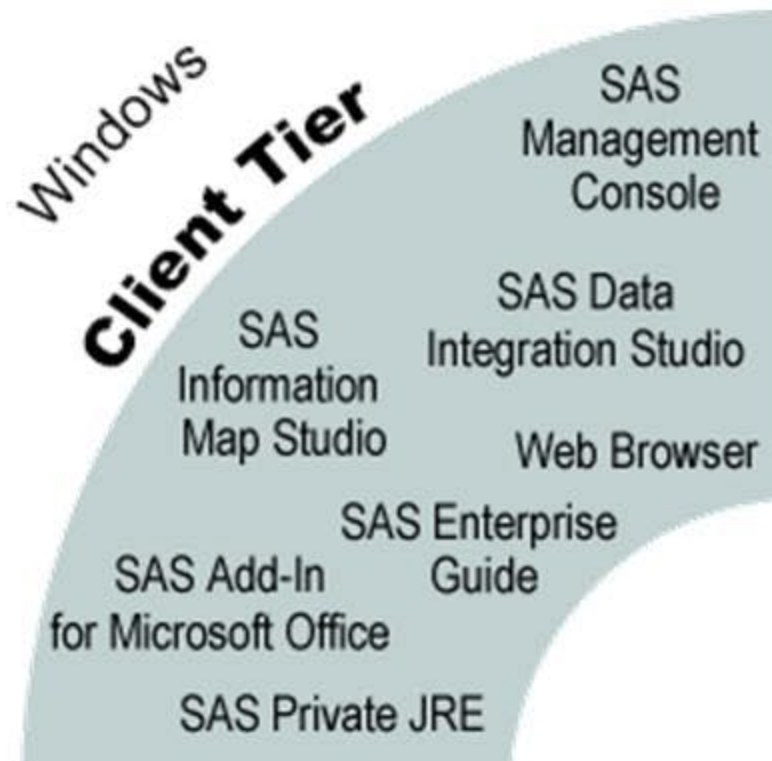 Windows
Client Tier
SAS
Management
Console
SAS Data
Integration Studio
SAS
Information
Map Studio
Web Browser
SAS Enterprise
Guide
SAS Add-In
for Microsoft Office
SAS Private JRE